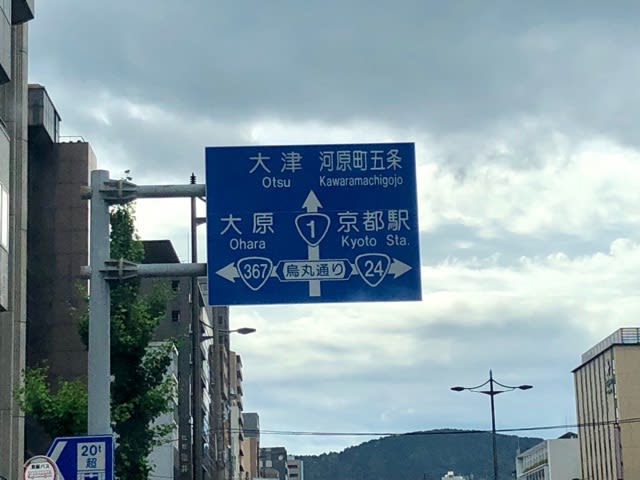 大津 河原町五条
Otsu Kawaramachigojo
大原 京都駅
Ohara Kyoto Sta.
1
367 烏丸通り 24
20t
超